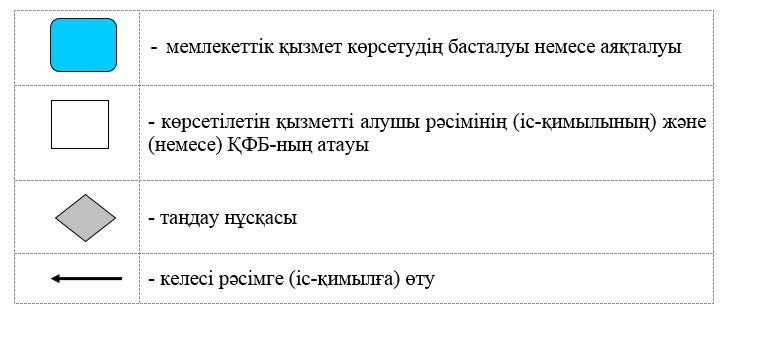 - мемлекеттік қызмет көрсетудің басталуы немесе аяқталуы
- көрсетілетін қызметті алушы рәсімінің (іс-қимылының) және
(немесе) ҚФБ-ның атауы
- таңдау нұсқасы
- келесі рәсімге (іс-қимылға) өту